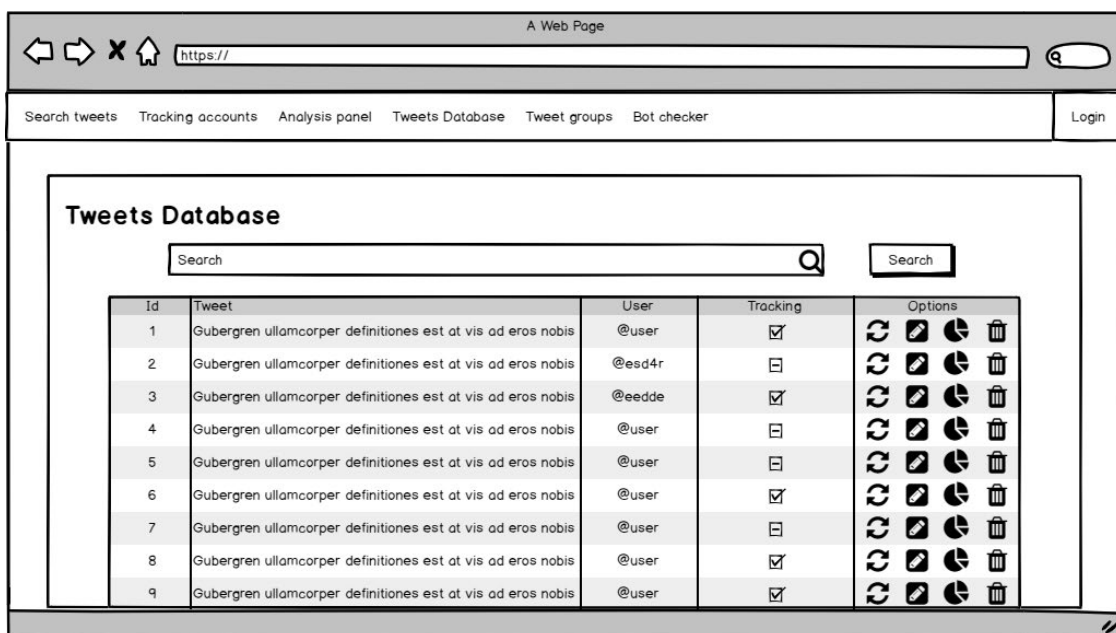 A Web Page
https://
Search tweets Tracking accounts Analysis panel Tweets Database Tweet groups Bot checker Login
Tweets Database
Search Search
Id Tweet User Tracking Options
1 Gubergren ullamcorper definitiones est at vis ad eros nobis @user
2 Gubergren ullamcorper definitiones est at vis ad eros nobis @esd4r
3 Gubergren ullamcorper definitiones est at vis ad eros nobis @eedde
4 Gubergren ullamcorper definitiones est at vis ad eros nobis @user
5 Gubergren ullamcorper definitiones est at vis ad eros nobis @user
6 Gubergren ullamcorper definitiones est at vis ad eros nobis @user
7 Gubergren ullamcorper definitiones est at vis ad eros nobis @user
8 Gubergren ullamcorper definitiones est at vis ad eros nobis @user
9 Gubergren ullamcorper definitiones est at vis ad eros nobis @user